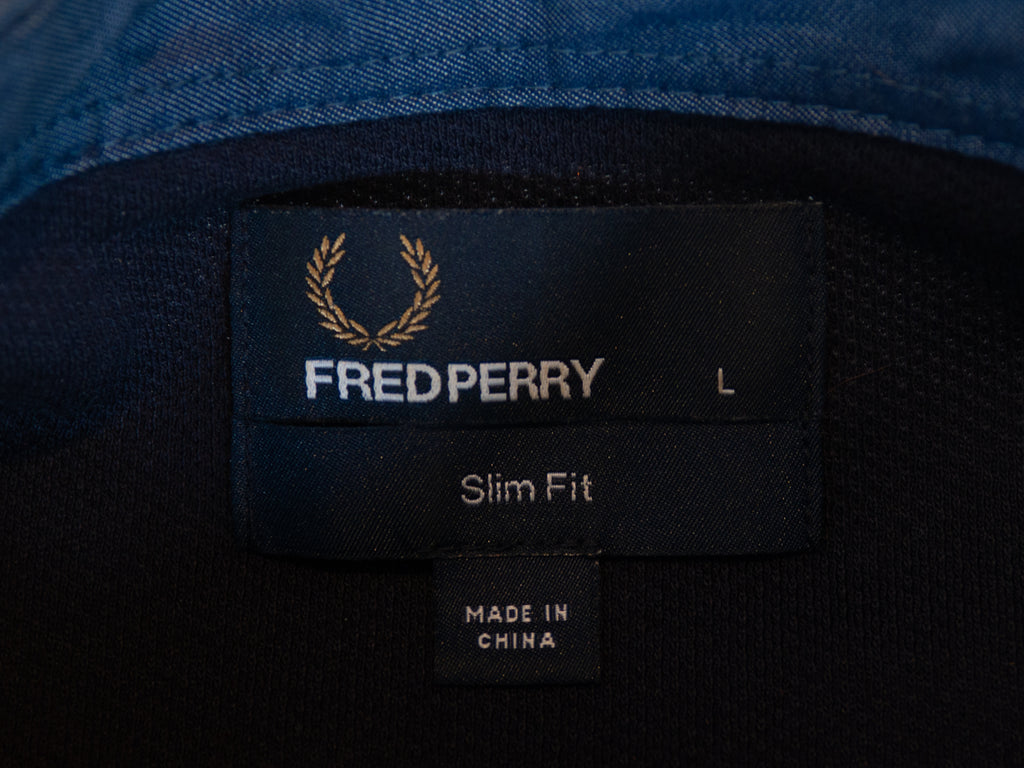 FRED PERRY L
Slim Fit
MADE IN
CHINA